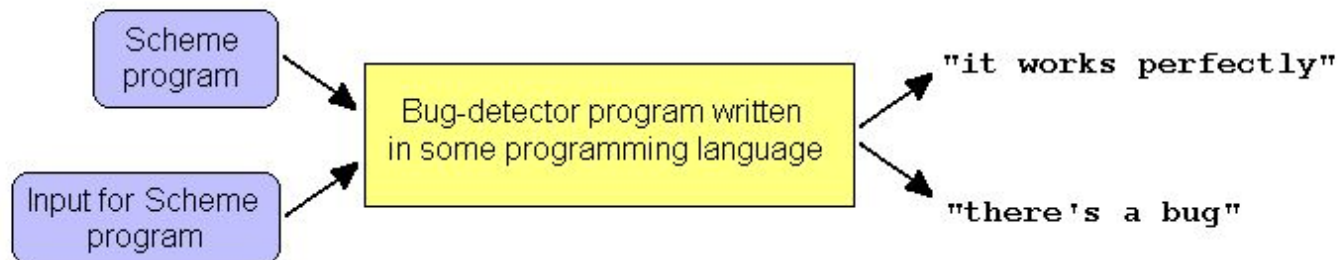 Scheme
program
Input for Scheme
program
Bug-detector program written
in some programming language
"it works perfectly"
"there's a bug"